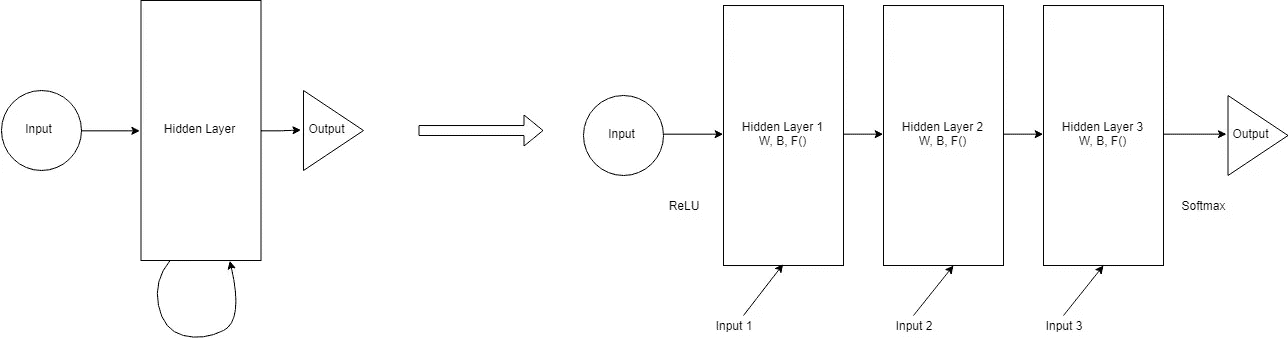 Input
Hidden Layer
Output
Input
Hidden Layer 1
W, B, F()
Hidden Layer 2
W, B, F()
Hidden Layer 3
W, B, F()
Output
ReLU
Softmax
Input 1
Input 2
Input 3